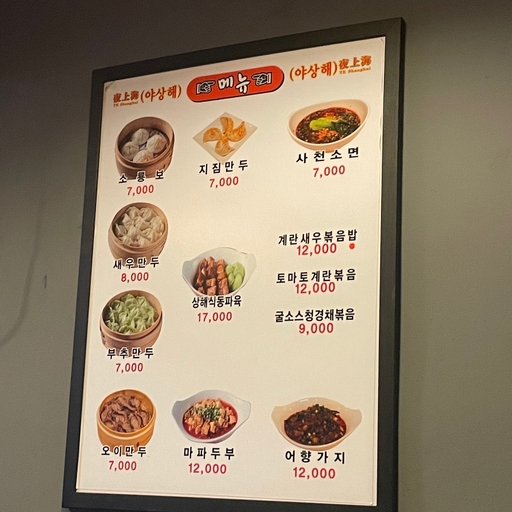 夜上海 (야상해) 메뉴 (야상해) 夜上海
YE Shanghai YE Shanghai
소롱보 지짐만두 사천소면
7,000 7,000 7,000
새우만두 계란새우볶음밥
8,000 12,000
토마토계란볶음
12,000
상해식동파육 굴소스청경채볶음
17,000 9,000
부추만두
7,000
오이만두 마파두부 어향가지
7,000 12,000 12,000